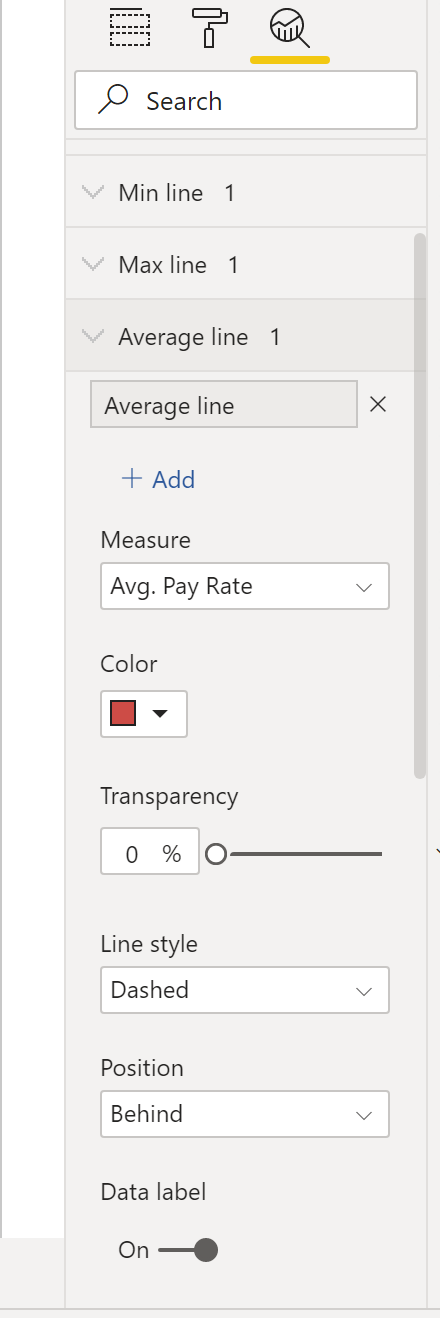 Search
Min line 1
Max line 1
Average line 1
Average line
Add
Measure
Avg. Pay Rate
Color
Transparency
0 %
Line style
Dashed
Position
Behind
Data label
On